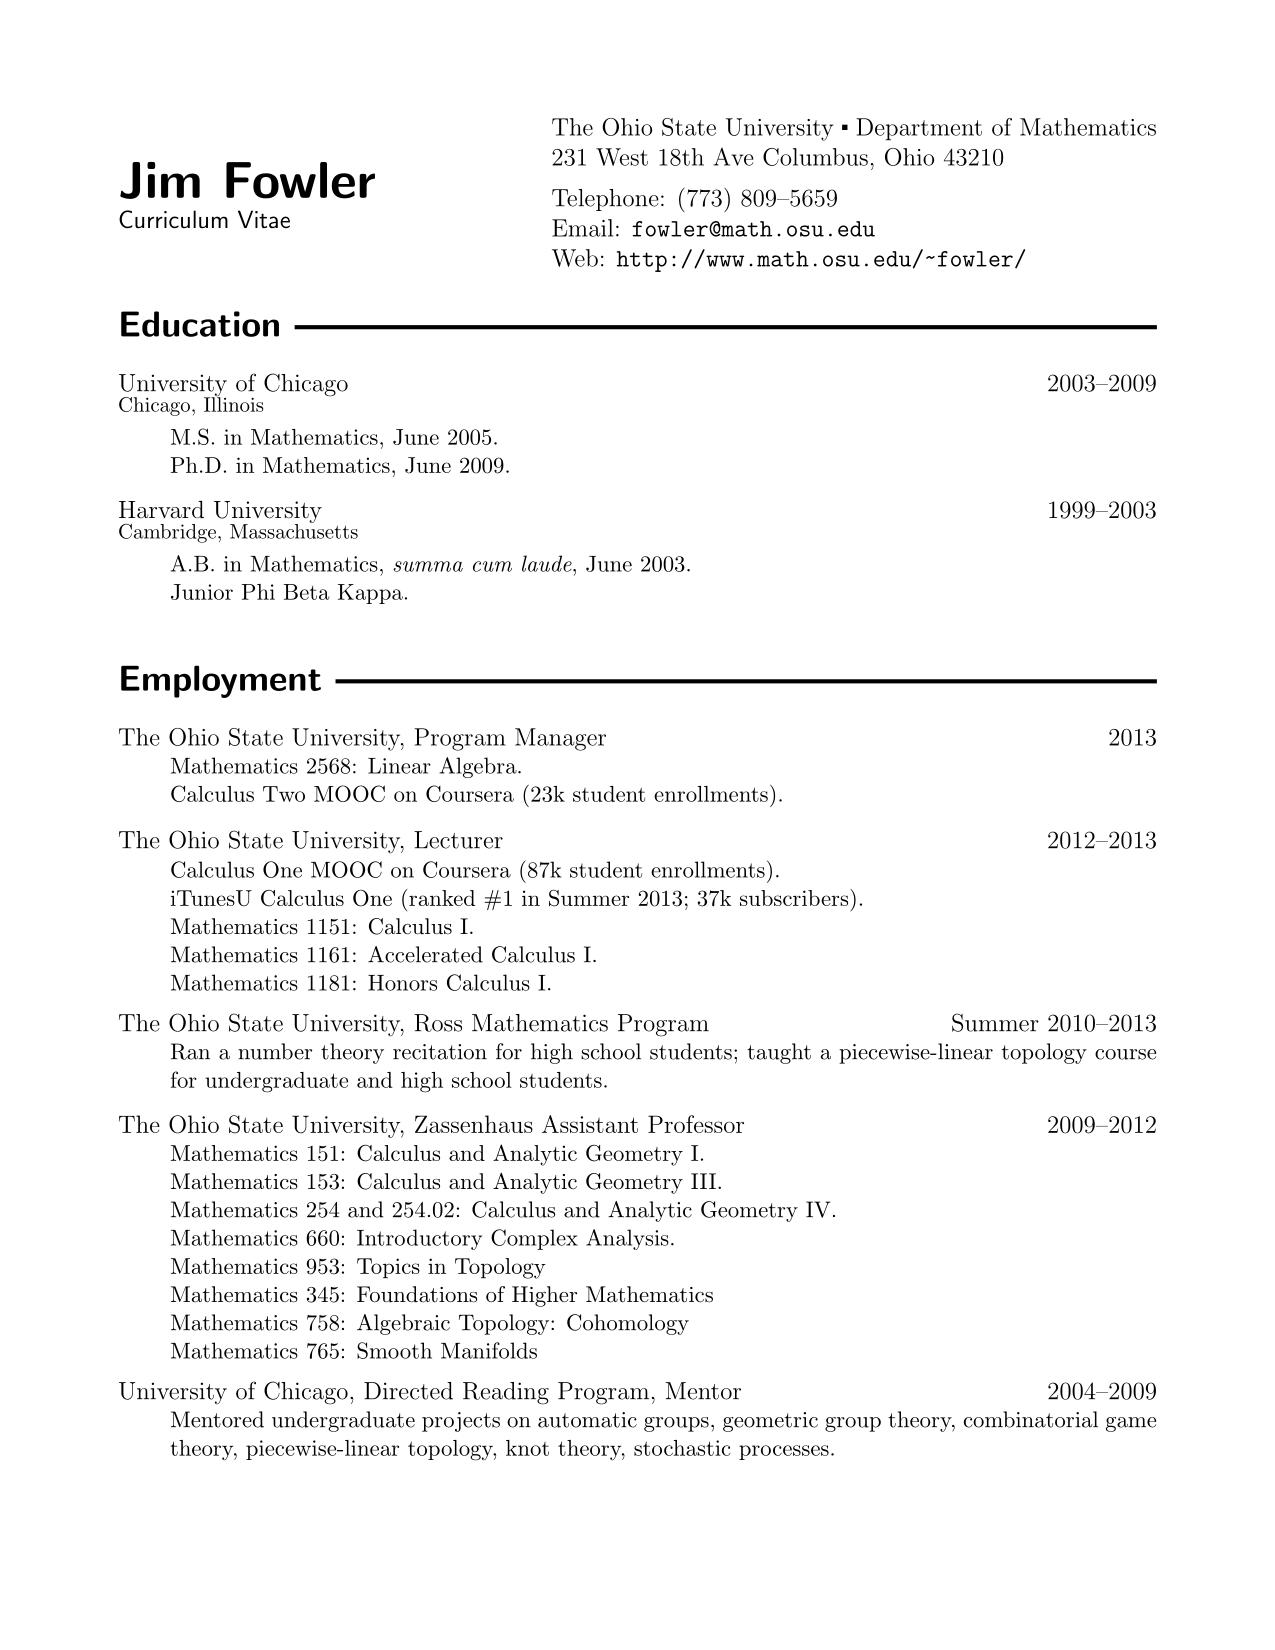 Jim Fowler
Curriculum Vitae
The Ohio State University ▪ Department of Mathematics
231 West 18th Ave Columbus, Ohio 43210
Telephone: (773) 809–5659
Email: fowler@math.osu.edu
Web: http://www.math.osu.edu/~fowler/
Education
University of Chicago 2003–2009
Chicago, Illinois
M.S. in Mathematics, June 2005.
Ph.D. in Mathematics, June 2009.
Harvard University 1999–2003
Cambridge, Massachusetts
A.B. in Mathematics, summa cum laude, June 2003.
Junior Phi Beta Kappa.
Employment
The Ohio State University, Program Manager 2013
Mathematics 2568: Linear Algebra.
Calculus Two MOOC on Coursera (23k student enrollments).
The Ohio State University, Lecturer 2012–2013
Calculus One MOOC on Coursera (87k student enrollments).
iTunesU Calculus One (ranked #1 in Summer 2013; 37k subscribers).
Mathematics 1151: Calculus I.
Mathematics 1161: Accelerated Calculus I.
Mathematics 1181: Honors Calculus I.
The Ohio State University, Ross Mathematics Program Summer 2010–2013
Ran a number theory recitation for high school students; taught a piecewise-linear topology course
for undergraduate and high school students.
The Ohio State University, Zassenhaus Assistant Professor 2009–2012
Mathematics 151: Calculus and Analytic Geometry I.
Mathematics 153: Calculus and Analytic Geometry III.
Mathematics 254 and 254.02: Calculus and Analytic Geometry IV.
Mathematics 660: Introductory Complex Analysis.
Mathematics 953: Topics in Topology
Mathematics 345: Foundations of Higher Mathematics
Mathematics 758: Algebraic Topology: Cohomology
Mathematics 765: Smooth Manifolds
University of Chicago, Directed Reading Program, Mentor 2004–2009
Mentored undergraduate projects on automatic groups, geometric group theory, combinatorial game
theory, piecewise-linear topology, knot theory, stochastic processes.